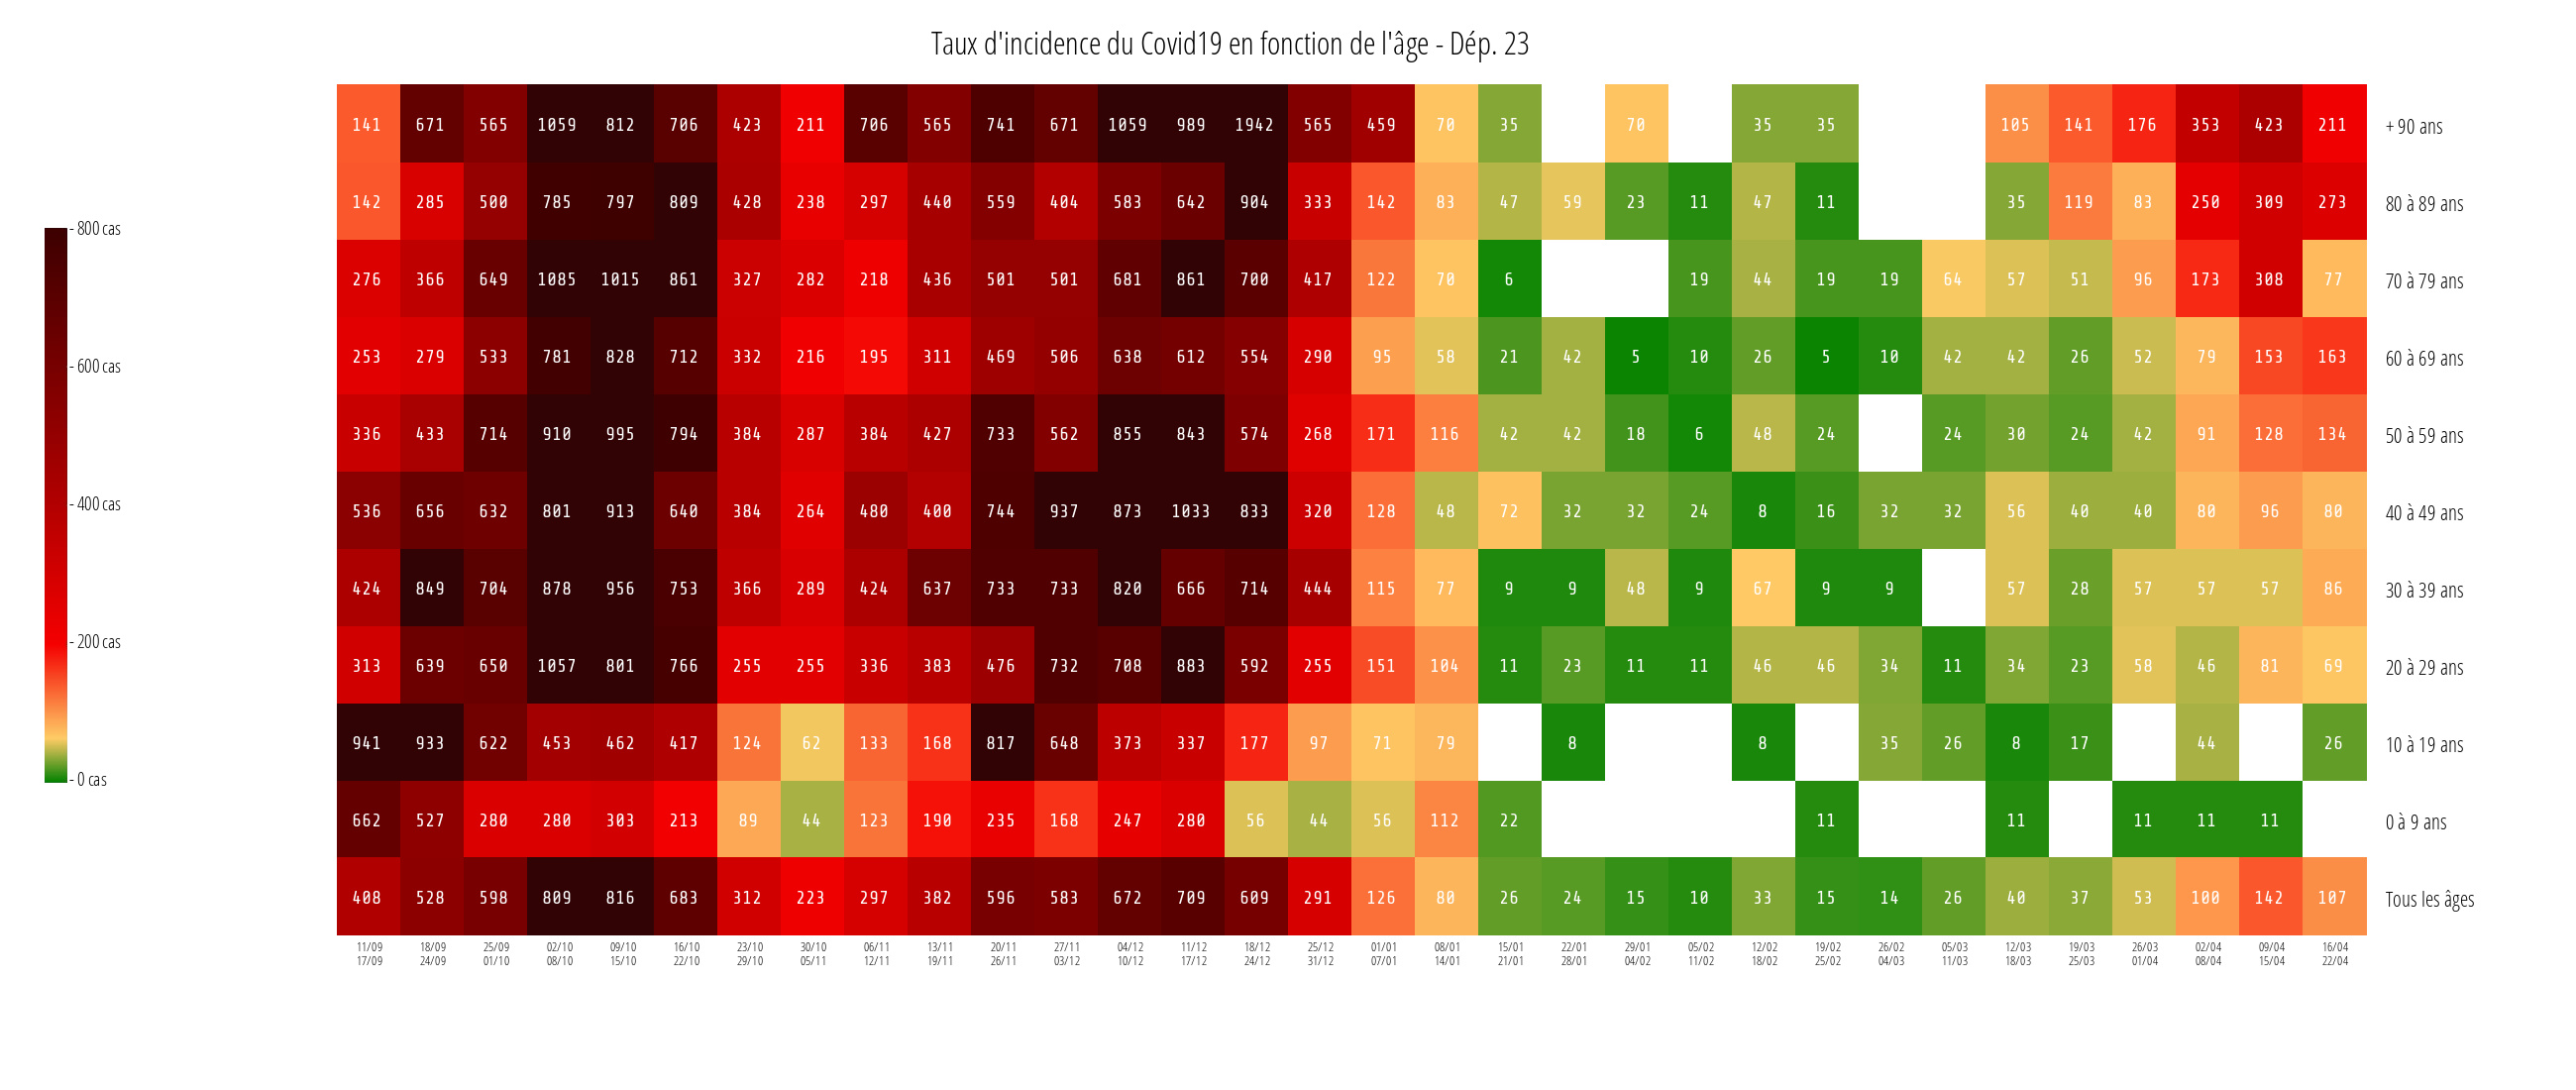 Taux d'incidence du Covid19 en fonction de l'âge - Dép. 23
- 800 cas
- 600 cas
- 400 cas
- 200 cas
- 0 cas
141 671 565 1059 812 706 423 211 706 565 741 671 1059 989 1942 565 459 70 35 70 35 35 105 141 176 353 423 211 + 90 ans
142 285 500 785 797 809 428 238 297 440 559 404 583 642 904 333 142 83 47 59 23 11 47 11 35 119 83 250 309 273 80 à 89 ans
276 366 649 1085 1015 861 327 282 218 436 501 501 681 861 700 417 122 70 6 19 44 19 19 64 57 51 96 173 308 77 70 à 79 ans
253 279 533 781 828 712 332 216 195 311 469 506 638 612 554 290 95 58 21 42 5 10 26 5 10 42 42 26 52 79 153 163 60 à 69 ans
336 433 714 910 995 794 384 287 384 427 733 562 855 843 574 268 171 116 42 42 18 6 48 24 24 30 24 42 91 128 134 50 à 59 ans
536 656 632 801 913 640 384 264 480 400 744 937 873 1033 833 320 128 48 72 32 32 24 8 16 32 32 56 40 40 80 96 80 40 à 49 ans
424 849 704 878 956 753 366 289 424 637 733 733 820 666 714 444 115 77 9 9 48 9 67 9 9 57 28 57 57 57 86 30 à 39 ans
313 639 650 1057 801 766 255 255 336 383 476 732 708 883 592 255 151 104 11 23 11 11 46 46 34 11 34 23 58 46 81 69 20 à 29 ans
941 933 622 453 462 417 124 62 133 168 817 648 373 337 177 97 71 79 8 8 35 26 8 17 44 26 10 à 19 ans
662 527 280 280 303 213 89 44 123 190 235 168 247 280 56 44 56 112 22 11 11 11 11 11 0 à 9 ans
408 528 598 809 816 683 312 223 297 382 596 583 672 709 609 291 126 80 26 24 15 10 33 15 14 26 40 37 53 100 142 107 Tous les âges
11/09 18/09 25/09 02/10 09/10 16/10 23/10 30/10 06/11 13/11 20/11 27/11 04/12 11/12 18/12 25/12 01/01 08/01 15/01 22/01 29/01 05/02 12/02 19/02 26/02 05/03 12/03 19/03 26/03 02/04 09/04 16/04
17/09 24/09 01/10 08/10 15/10 22/10 29/10 05/11 12/11 19/11 26/11 03/12 10/12 17/12 24/12 31/12 07/01 14/01 21/01 28/01 04/02 11/02 18/02 25/02 04/03 11/03 18/03 25/03 01/04 08/04 15/04 22/04